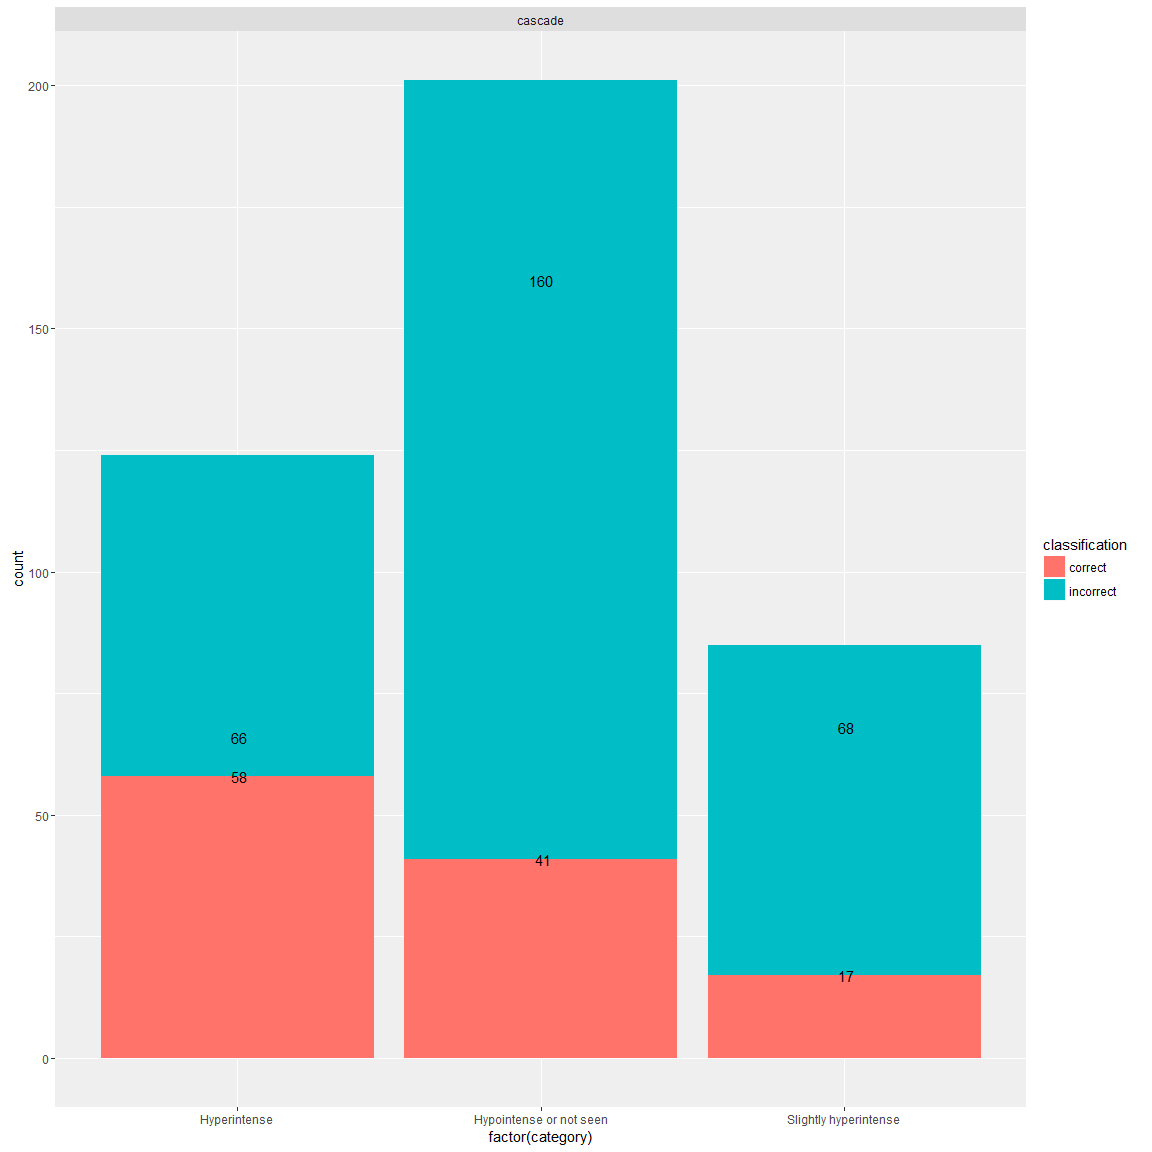 cascade
200
150
100
50
0
count
160
66
58
41
68
17
Hyperintense
Hypointense or not seen
Slightly hyperintense
factor(category)
classification
correct
incorrect